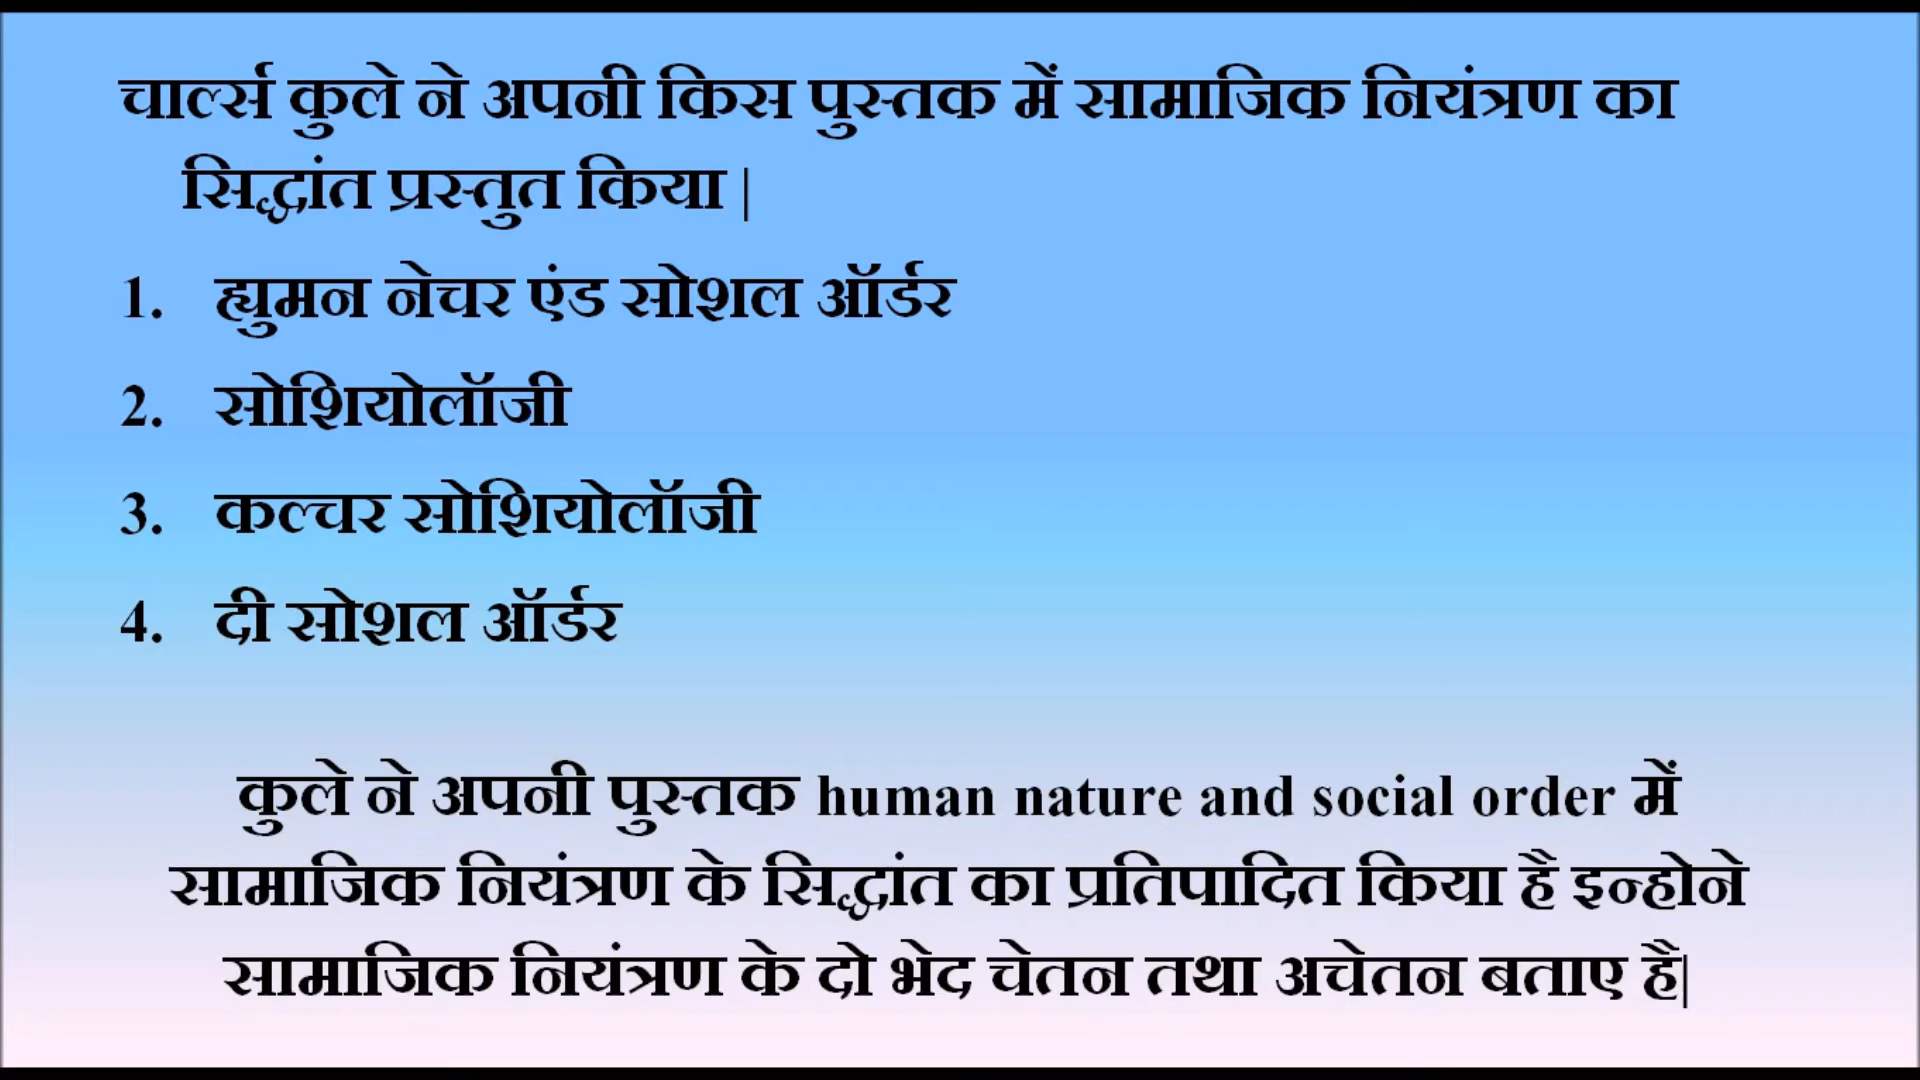 चार्ल्स कुले ने अपनी किस पुस्तक में सामाजिक नियंत्रण का
सिद्धांत प्रस्तुत किया |
1. ह्युमन नेचर एंड सोशल ऑर्डर
2. सोशियोलॉजी
3. कल्चर सोशियोलॉजी
4. दी सोशल ऑर्डर
कुले ने अपनी पुस्तक human nature and social order में
सामाजिक नियंत्रण के सिद्धांत का प्रतिपादित किया है इन्होने
सामाजिक नियंत्रण के दो भेद चेतन तथा अचेतन बताए है|